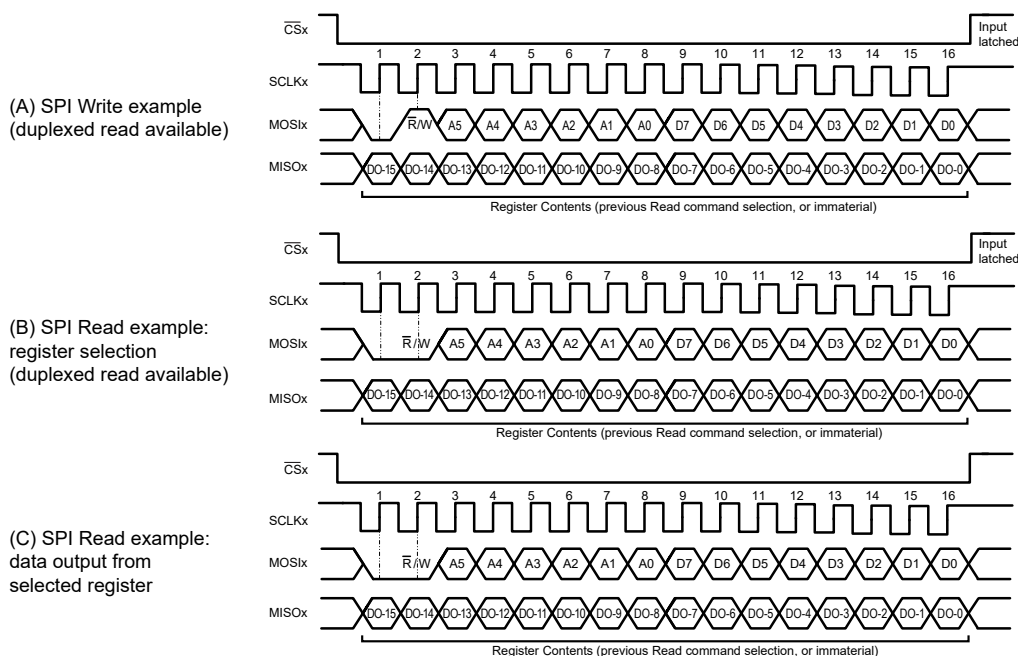 (A) SPI Write example
(duplexed read available)
CSx
Input
latched
1 2 3 4 5 6 7 8 9 10 11 12 13 14 15 16
SCLKx
MOSIx R/W A5 A4 A3 A2 A1 A0 D7 D6 D5 D4 D3 D2 D1 D0
MISOx DO-15 DO-14 DO-13 DO-12 DO-11 DO-10 DO-9 DO-8 DO-7 DO-6 DO-5 DO-4 DO-3 DO-2 DO-1 DO-0
Register Contents (previous Read command selection, or immaterial)
(B) SPI Read example:
register selection
(duplexed read available)
CSx
Input
latched
1 2 3 4 5 6 7 8 9 10 11 12 13 14 15 16
SCLKx
MOSIx R/W A5 A4 A3 A2 A1 A0 D7 D6 D5 D4 D3 D2 D1 D0
MISOx DO-15 DO-14 DO-13 DO-12 DO-11 DO-10 DO-9 DO-8 DO-7 DO-6 DO-5 DO-4 DO-3 DO-2 DO-1 DO-0
Register Contents (previous Read command selection, or immaterial)
(C) SPI Read example:
data output from
selected register
CSx
1 2 3 4 5 6 7 8 9 10 11 12 13 14 15 16
SCLKx
MOSIx R/W A5 A4 A3 A2 A1 A0 D7 D6 D5 D4 D3 D2 D1 D0
MISOx DO-15 DO-14 DO-13 DO-12 DO-11 DO-10 DO-9 DO-8 DO-7 DO-6 DO-5 DO-4 DO-3 DO-2 DO-1 DO-0
Register Contents (previous Read command selection, or immaterial)